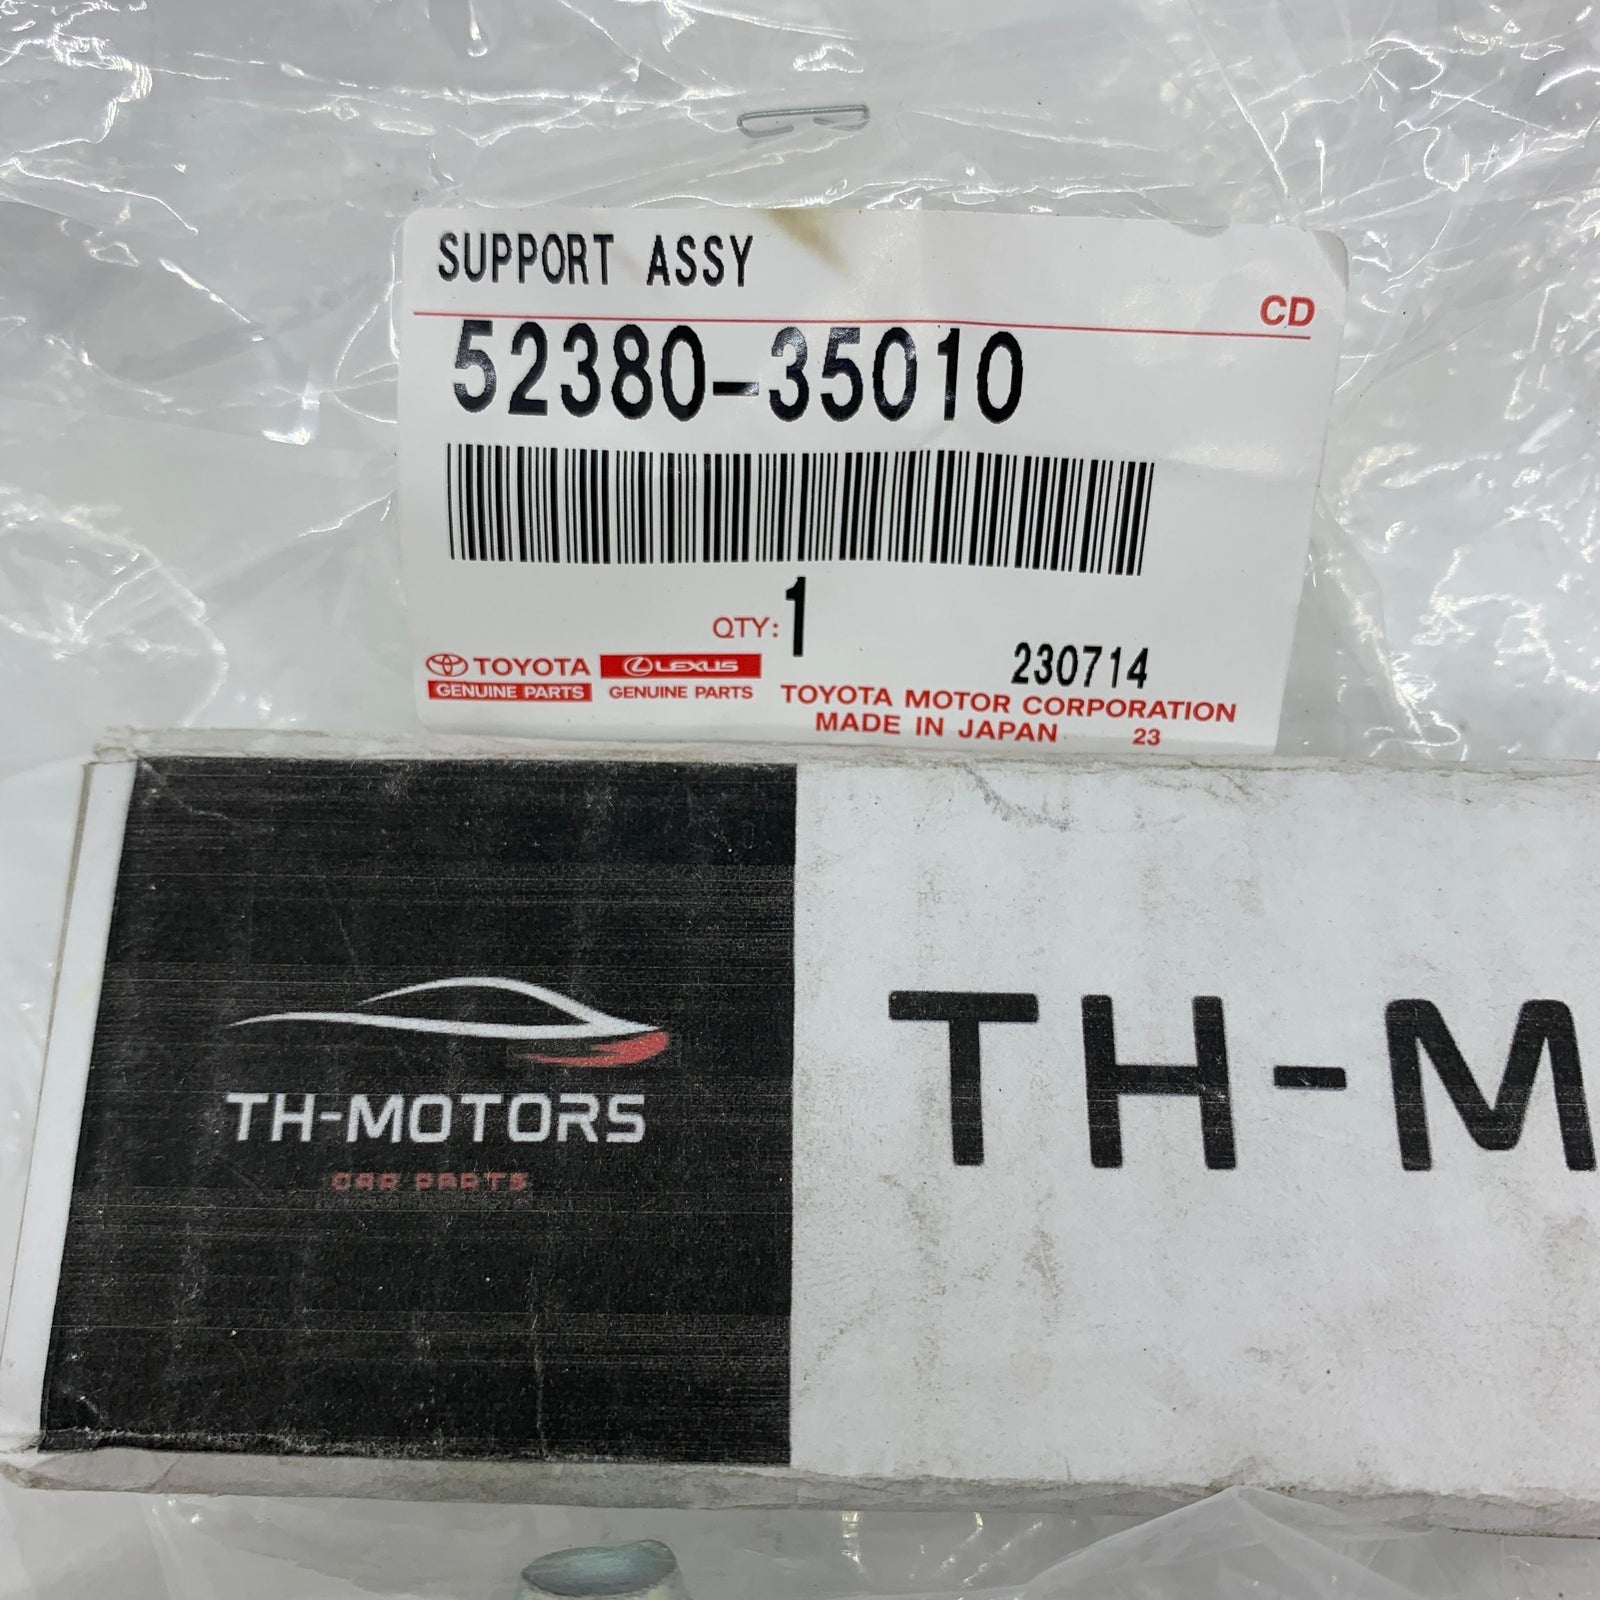 SUPPORT ASSY
CD
52380-35010
QTY: 1
230714
TOYOTA
GENUINE PARTS
LEXUS
GENUINE PARTS
TOYOTA MOTOR CORPORATION
MADE IN JAPAN 23
TH-MOTORS
CAR PARTS
TH-M